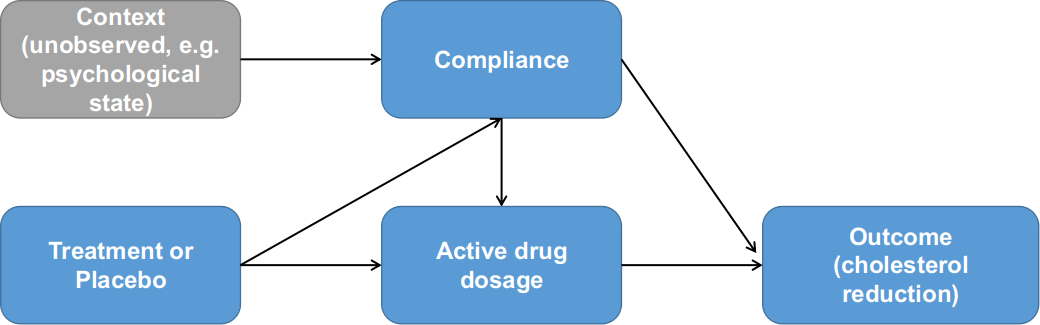 Context
(unobserved, e.g.
psychological
state)
Compliance
Treatment or
Placebo
Active drug
dosage
Outcome
(cholesterol
reduction)